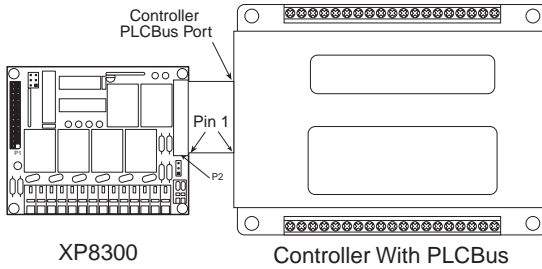 Controller
PLCBus Port
Pin 1
P1
P2
XP8300
Controller With PLCBus